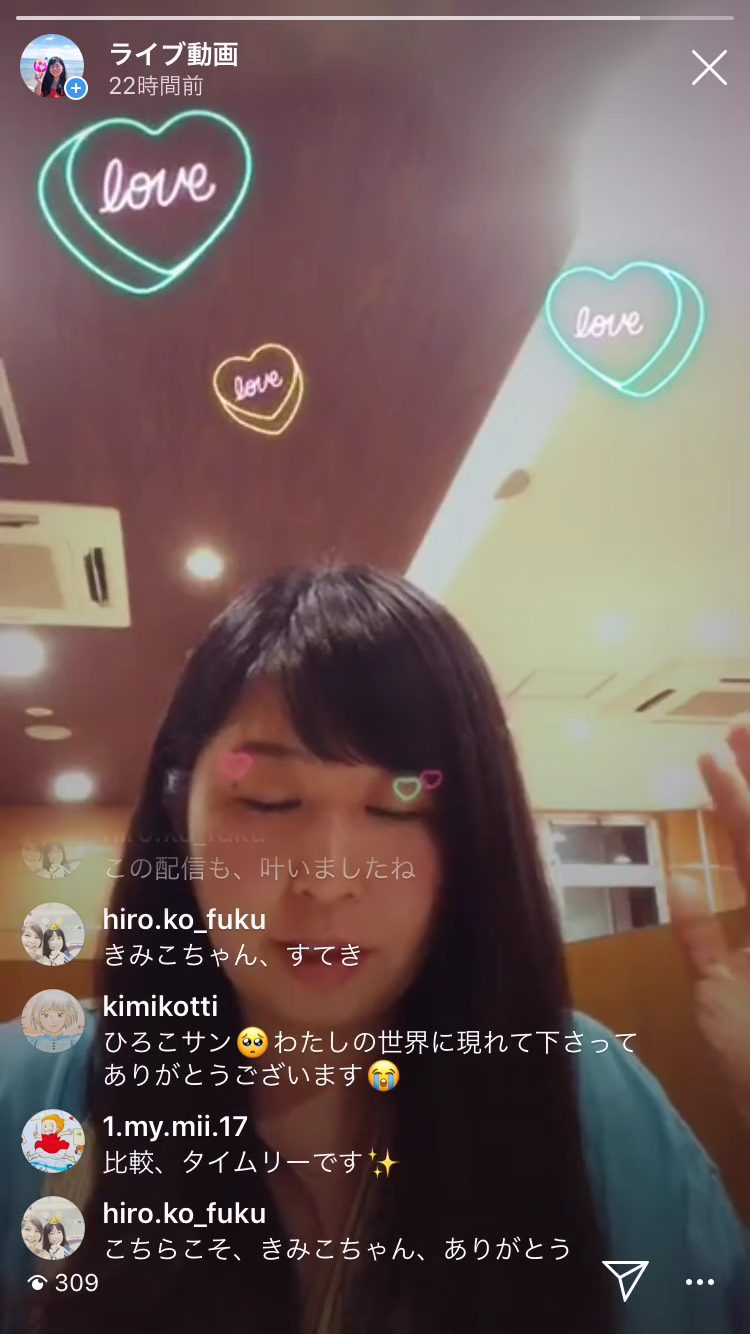 ライブ動画
22時間前
love
love
love
hiro.ko_fuku
この配信も、叶いましたね
hiro.ko_fuku
きみこちゃん、すてき
kimikotti
ひろこサン🥺わたしの世界に現れて下さって
ありがとうございます😭
1.my.mii.17
比較、タイムリーです✨
hiro.ko_fuku
こちらこそ、きみこちゃん、ありがとう
309